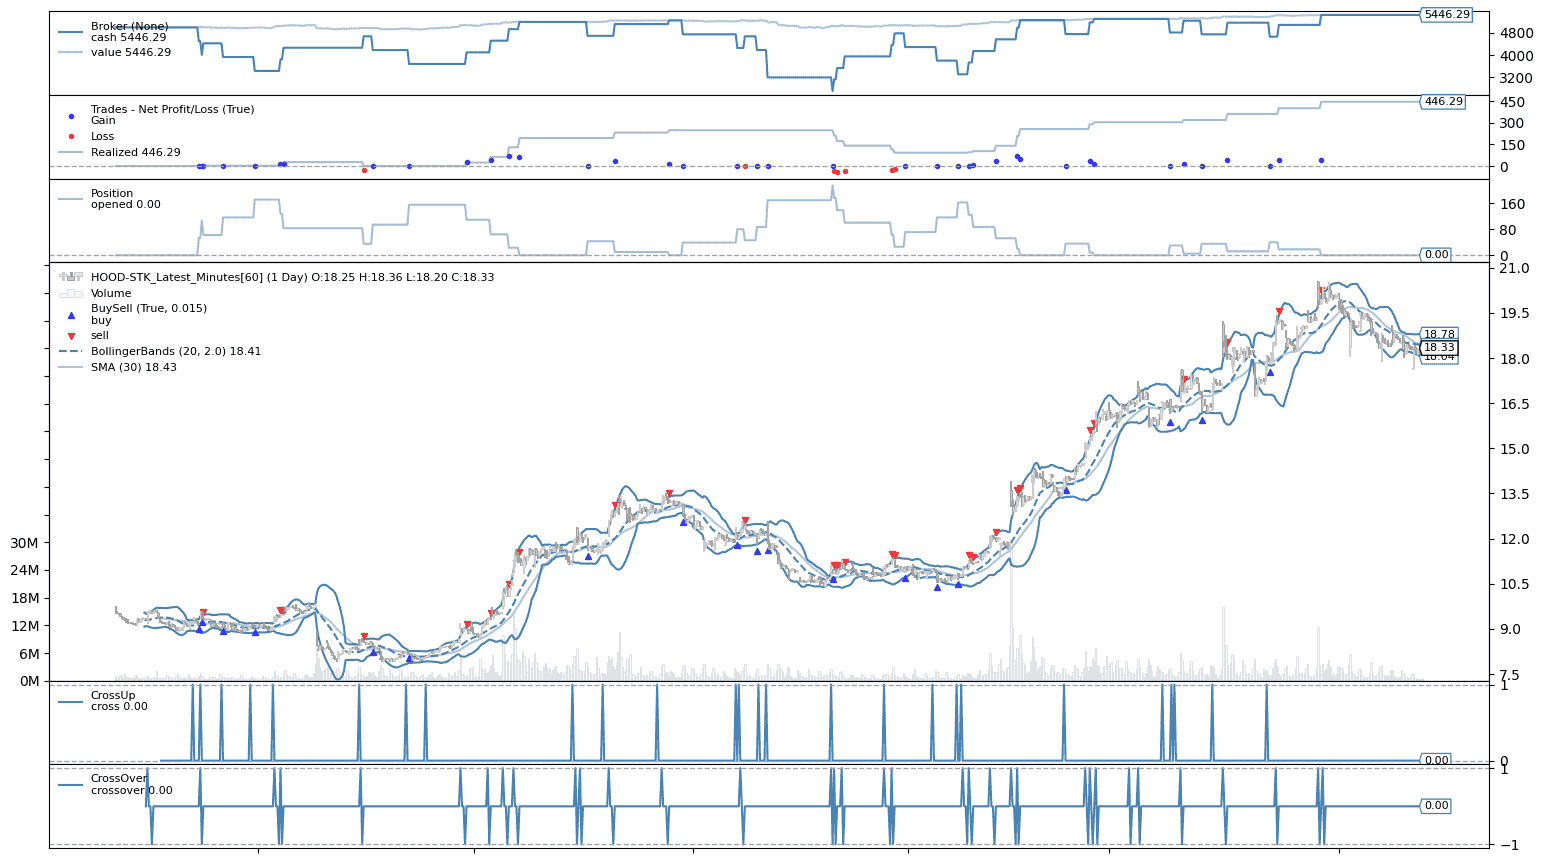 Broker (None)
cash 5446.29
value 5446.29
5446.29
4800
4000
3200
Trades - Net Profit/Loss (True)
Gain
Loss
Realized 446.29
446.29
450
300
150
0
Position
opened 0.00
160
80
0
0.00
HOOD-STK_Latest_Minutes[60] (1 Day) O:18.25 H:18.36 L:18.20 C:18.33
Volume
BuySell (True, 0.015)
buy
sell
BollingerBands (20, 2.0) 18.41
SMA (30) 18.43
21.0
19.5
18.78
18.33
18.04
18.0
16.5
15.0
13.5
12.0
10.5
9.0
7.5
30M
24M
18M
12M
6M
0M
CrossUp
cross 0.00
1
0
0.00
CrossOver
crossover 0.00
1
0.00
−1